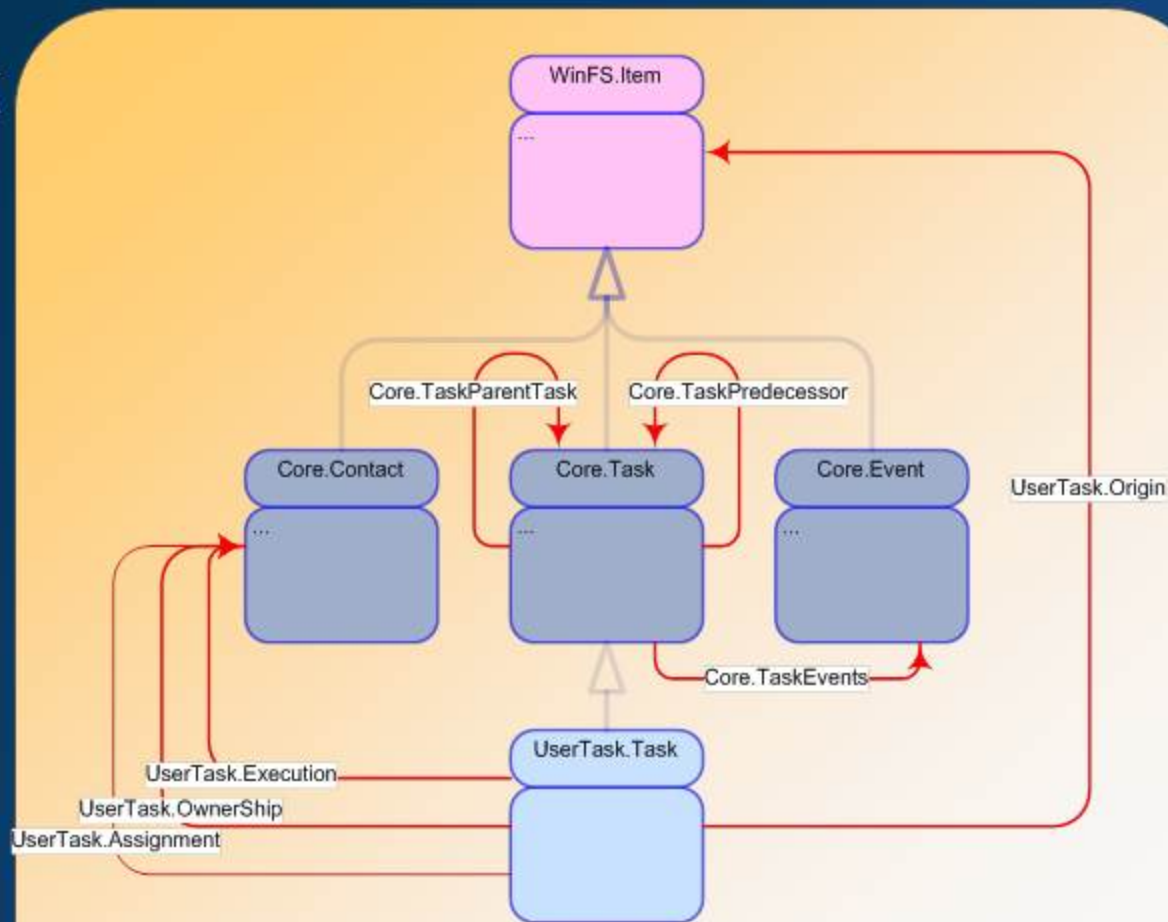 WinFS.Item
...
Core.TaskParentTask
Core.TaskPredecessor
Core.Contact
...
Core.Task
...
Core.Event
...
UserTask.Origin
Core.TaskEvents
UserTask.Task
UserTask.Execution
UserTask.OwnerShip
UserTask.Assignment